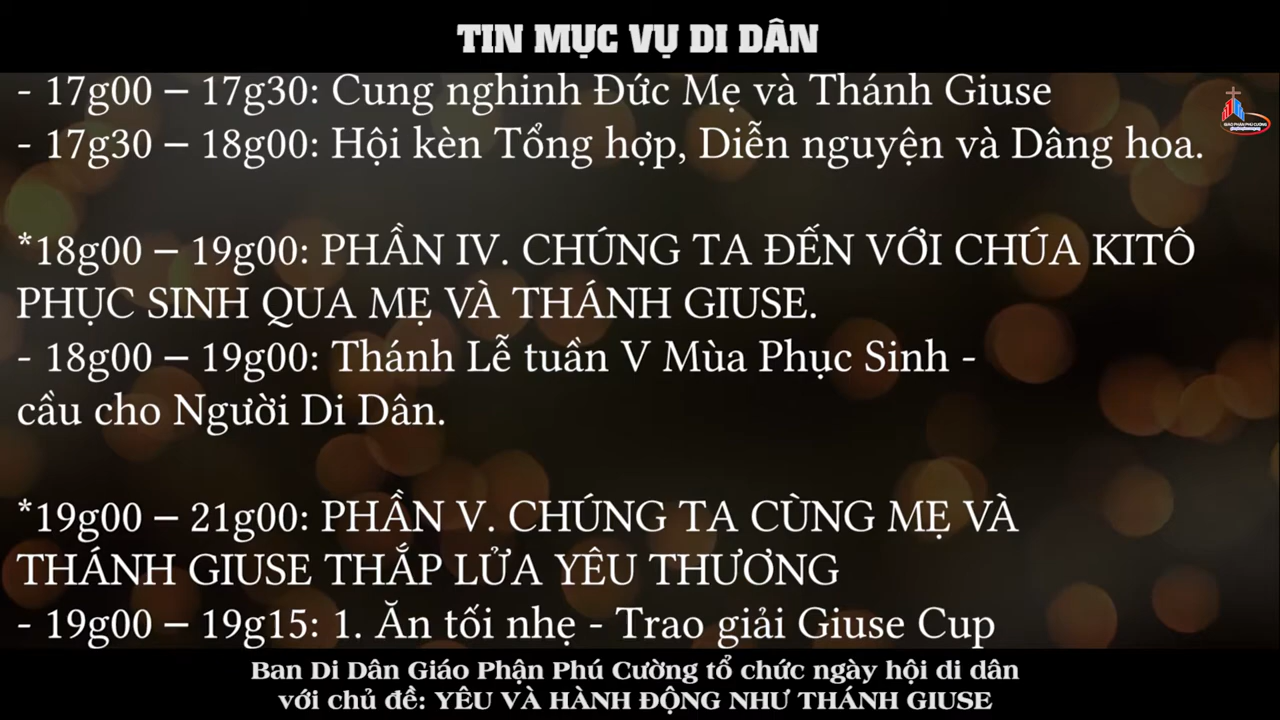 TIN MỤC VỤ DI DÂN
- 17g00 – 17g30: Cung nghinh Đức Mẹ và Thánh Giuse
- 17g30 – 18g00: Hội kèn Tổng hợp, Diễn nguyện và Dâng hoa.
GIÁO PHẬN PHÚ CƯỜNG
*18g00 – 19g00: PHẦN IV. CHÚNG TA ĐẾN VỚI CHÚA KITÔ
PHỤC SINH QUA MẸ VÀ THÁNH GIUSE.
- 18g00 – 19g00: Thánh Lễ tuần V Mùa Phục Sinh -
cầu cho Người Di Dân.
*19g00 – 21g00: PHẦN V. CHÚNG TA CÙNG MẸ VÀ
THÁNH GIUSE THẮP LỬA YÊU THƯƠNG
- 19g00 – 19g15: 1. Ăn tối nhẹ - Trao giải Giuse Cup
Ban Di Dân Giáo Phận Phú Cường tổ chức ngày hội di dân
với chủ đề: YÊU VÀ HÀNH ĐỘNG NHƯ THÁNH GIUSE